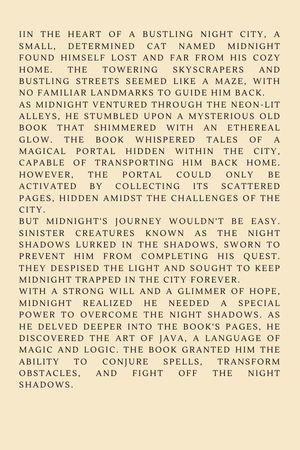 IIN THE HEART OF A BUSTLING NIGHT CITY, A
SMALL, DETERMINED CAT NAMED MIDNIGHT
FOUND HIMSELF LOST AND FAR FROM HIS COZY
HOME. THE TOWERING SKYSCRAPERS AND
BUSTLING STREETS SEEMED LIKE A MAZE, WITH
NO FAMILIAR LANDMARKS TO GUIDE HIM BACK.
AS MIDNIGHT VENTURED THROUGH THE NEON-LIT
ALLEYS, HE STUMBLED UPON A MYSTERIOUS OLD
BOOK THAT SHIMMERED WITH AN ETHEREAL
GLOW. THE BOOK WHISPERED TALES OF A
MAGICAL PORTAL HIDDEN WITHIN THE CITY,
CAPABLE OF TRANSPORTING HIM BACK HOME.
HOWEVER, THE PORTAL COULD ONLY BE
ACTIVATED BY COLLECTING ITS SCATTERED
PAGES, HIDDEN AMIDST THE CHALLENGES OF THE
CITY.
BUT MIDNIGHT'S JOURNEY WOULDN'T BE EASY.
SINISTER CREATURES KNOWN AS THE NIGHT
SHADOWS LURKED IN THE SHADOWS, SWORN TO
PREVENT HIM FROM COMPLETING HIS QUEST.
THEY DESPISED THE LIGHT AND SOUGHT TO KEEP
MIDNIGHT TRAPPED IN THE CITY FOREVER.
WITH A STRONG WILL AND A GLIMMER OF HOPE,
MIDNIGHT REALIZED HE NEEDED A SPECIAL
POWER TO OVERCOME THE NIGHT SHADOWS. AS
HE DELVED DEEPER INTO THE BOOK'S PAGES, HE
DISCOVERED THE ART OF JAVA, A LANGUAGE OF
MAGIC AND LOGIC. THE BOOK GRANTED HIM THE
ABILITY TO CONJURE SPELLS, TRANSFORM
OBSTACLES, AND FIGHT OFF THE NIGHT
SHADOWS.